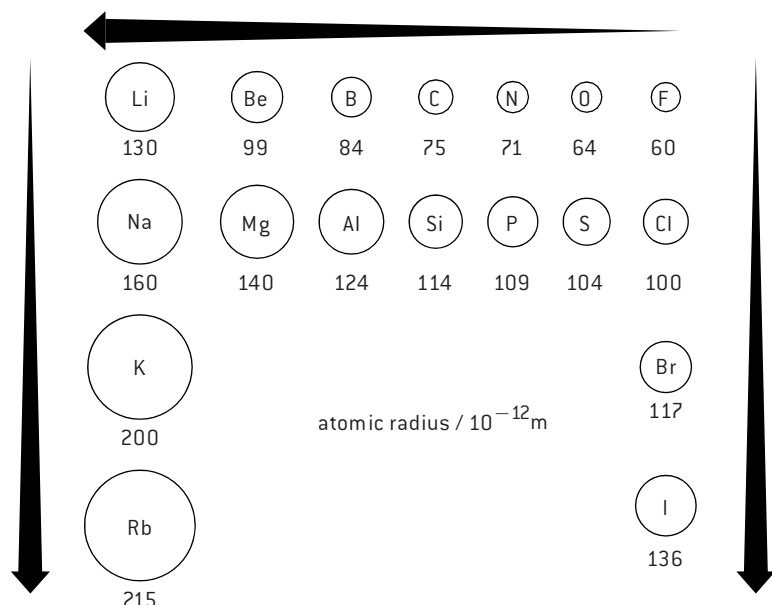 Li Be B C N O F
130 99 84 75 71 64 60
Na Mg Al Si P S Cl
160 140 124 114 109 104 100
K Br
117
atomic radius / 10⁻¹²m
200
Rb I
136
215